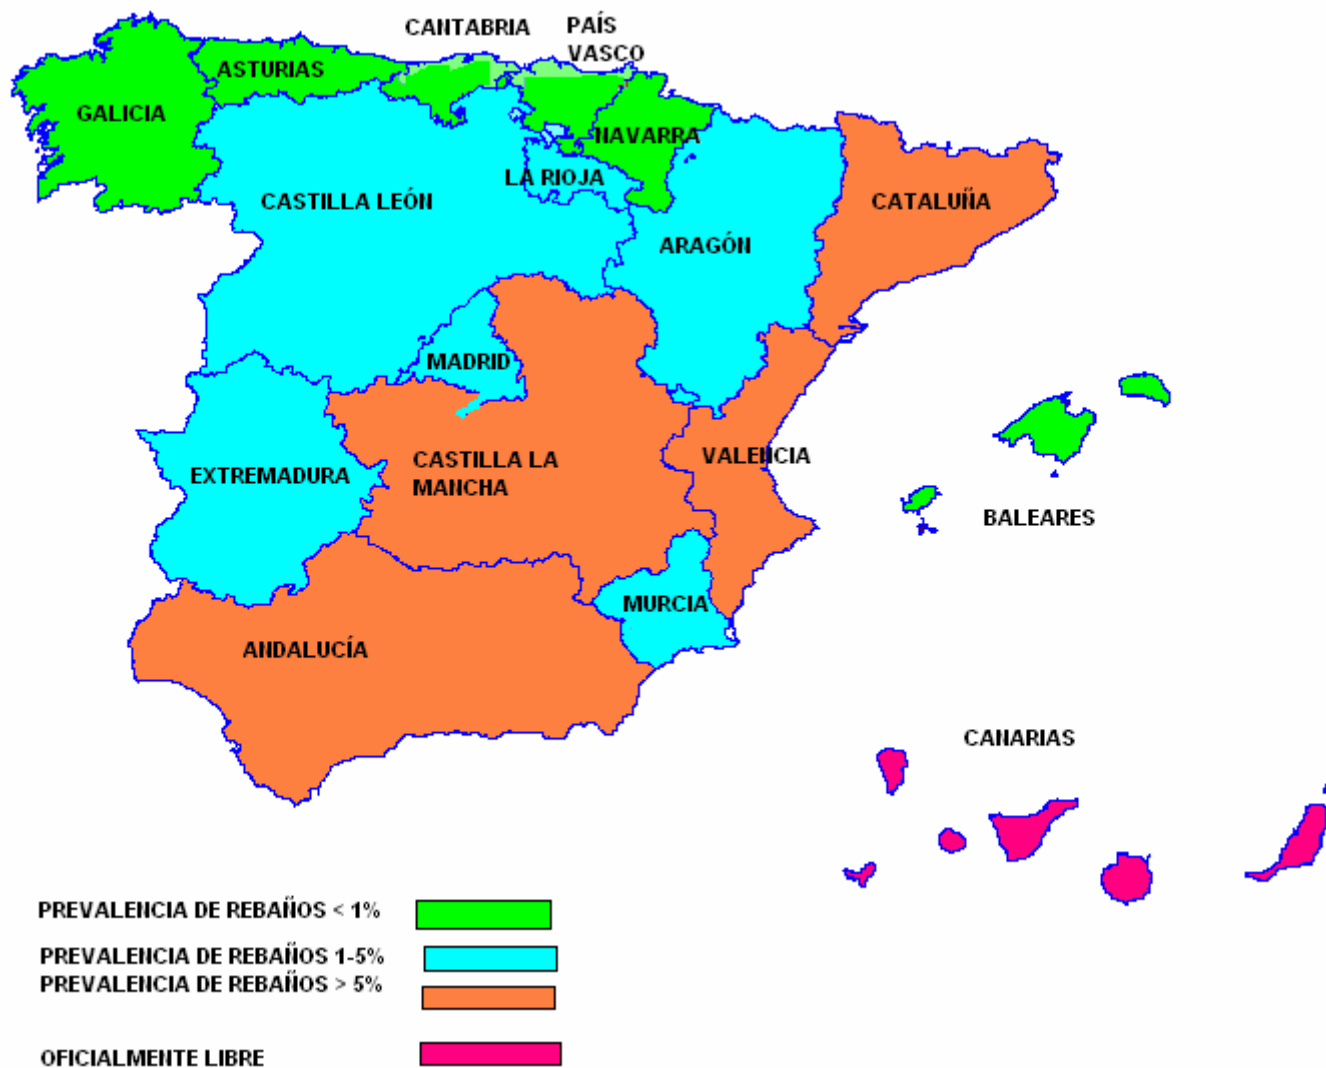 CANTABRIA
PAÍS
VASCO
ASTURIAS
GALICIA
NAVARRA
LA RIOJA
CASTILLA LEÓN
CATALUÑA
ARAGÓN
MADRID
VALENCIA
EXTREMADURA
CASTILLA LA
MANCHA
BALEARES
MURCIA
ANDALUCÍA
CANARIAS
PREVALENCIA DE REBAÑOS < 1%
PREVALENCIA DE REBAÑOS 1-5%
PREVALENCIA DE REBAÑOS > 5%
OFICIALMENTE LIBRE